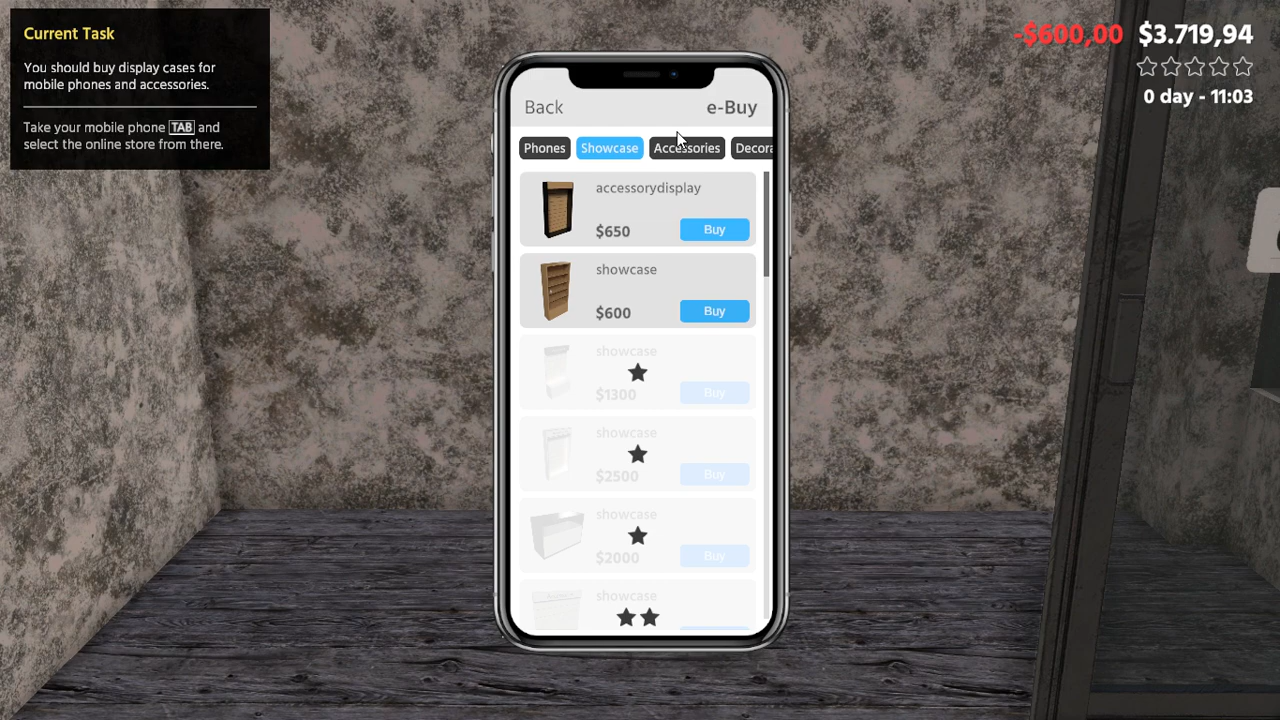 Current Task
You should buy display cases for
mobile phones and accessories.
Take your mobile phone TAB and
select the online store from there.
-$600,00 $3.719,94
0 day - 11:03
Back e-Buy
Phones Showcase Accessories Decora
accessorydisplay
$650 Buy
showcase
$600 Buy
showcase
$1300 Buy
showcase
$2500 Buy
showcase
$2000 Buy
showcase